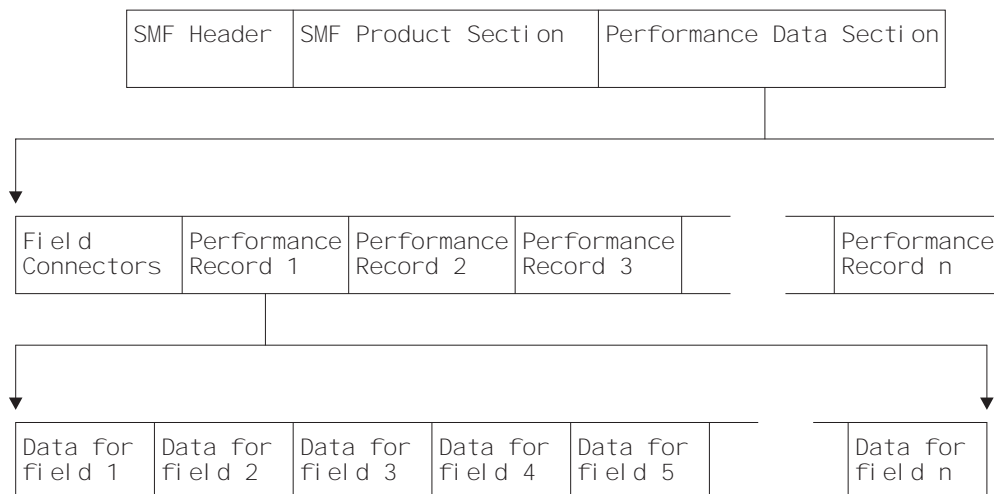 SMF Header SMF Product Section Performance Data Section
Field Connectors
Performance Record 1
Performance Record 2
Performance Record 3
Performance Record n
Data for field 1
Data for field 2
Data for field 3
Data for field 4
Data for field 5
Data for field n